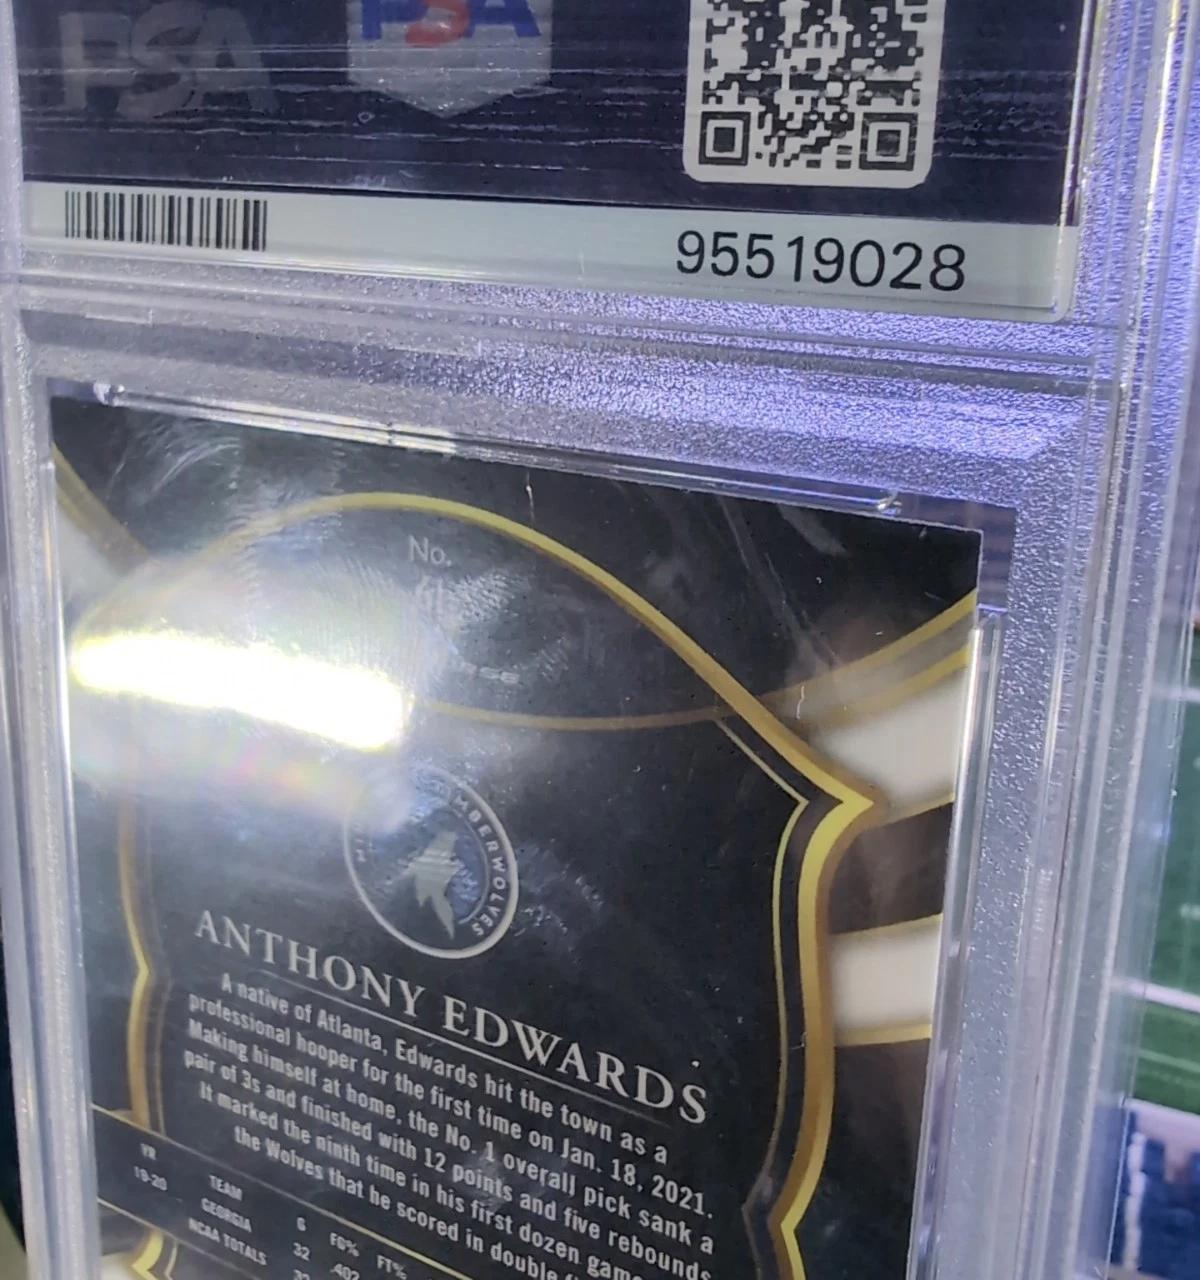 PSA
PSA
95519028
No.
TIMBERWOLVES
ANTHONY EDWARDS
A native of Atlanta, Edwards hit the town as a
professional hooper for the first time on Jan. 18, 2021.
Making himself at home, the No. 1 overall pick sank a
pair of 3s and finished with 12 points and five rebounds
It marked the ninth time in his first dozen
the Wolves that he scored in double
YR TEAM G FG% FT%
19-20 GEORGIA 32 .402
NCAA TOTALS 32